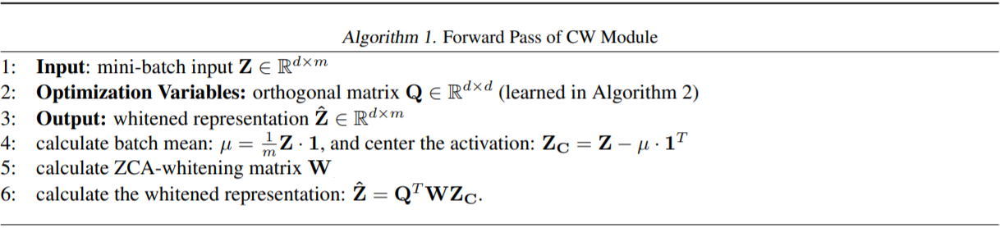 Algorithm 1. Forward Pass of CW Module
1: Input: mini-batch input $\mathbf{Z} \in \mathbb{R}^{d \times m}$
2: Optimization Variables: orthogonal matrix $\mathbf{Q} \in \mathbb{R}^{d \times d}$ (learned in Algorithm 2)
3: Output: whitened representation $\hat{\mathbf{Z}} \in \mathbb{R}^{d \times m}$
4: calculate batch mean: $\mu = \frac{1}{m}\mathbf{Z} \cdot \mathbf{1}$, and center the activation: $\mathbf{Z_C} = \mathbf{Z} - \mu \cdot \mathbf{1}^T$
5: calculate ZCA-whitening matrix $\mathbf{W}$
6: calculate the whitened representation: $\hat{\mathbf{Z}} = \mathbf{Q}^T\mathbf{W}\mathbf{Z_C}$.